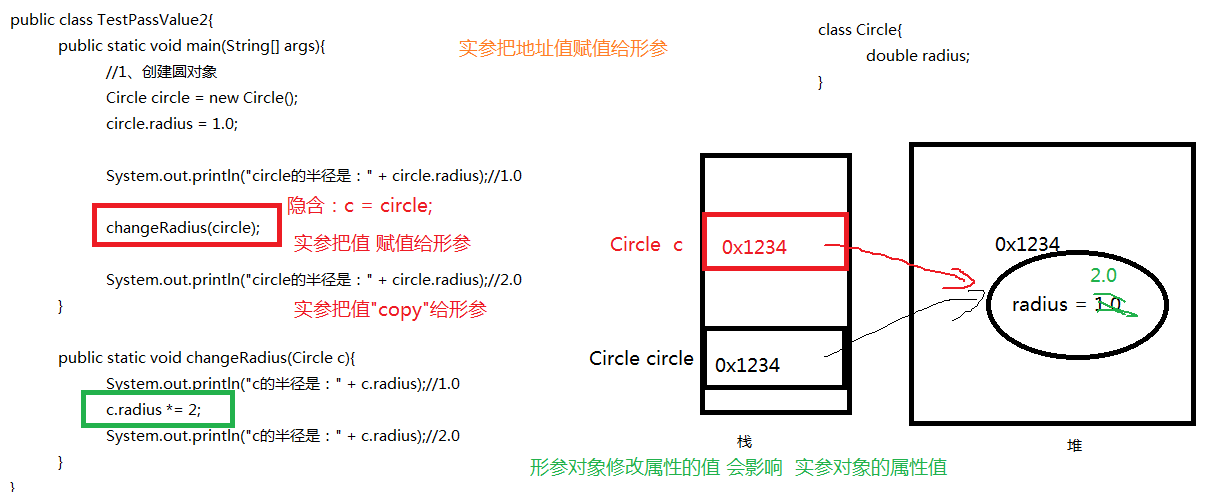 public class TestPassValue2{
public static void main(String[] args){
//1、创建圆对象
Circle circle = new Circle();
circle.radius = 1.0;
System.out.println("circle的半径是：" + circle.radius);//1.0
changeRadius(circle);
System.out.println("circle的半径是：" + circle.radius);//2.0
}
public static void changeRadius(Circle c){
System.out.println("c的半径是：" + c.radius);//1.0
c.radius *= 2;
System.out.println("c的半径是：" + c.radius);//2.0
}
}
实参把地址值赋值给形参
隐含：c = circle;
实参把值 赋值给形参
实参把值"copy"给形参
class Circle{
double radius;
}
Circle c
0x1234
Circle circle
0x1234
栈
0x1234
2.0
radius = 1.0
堆
形参对象修改属性的值 会影响 实参对象的属性值